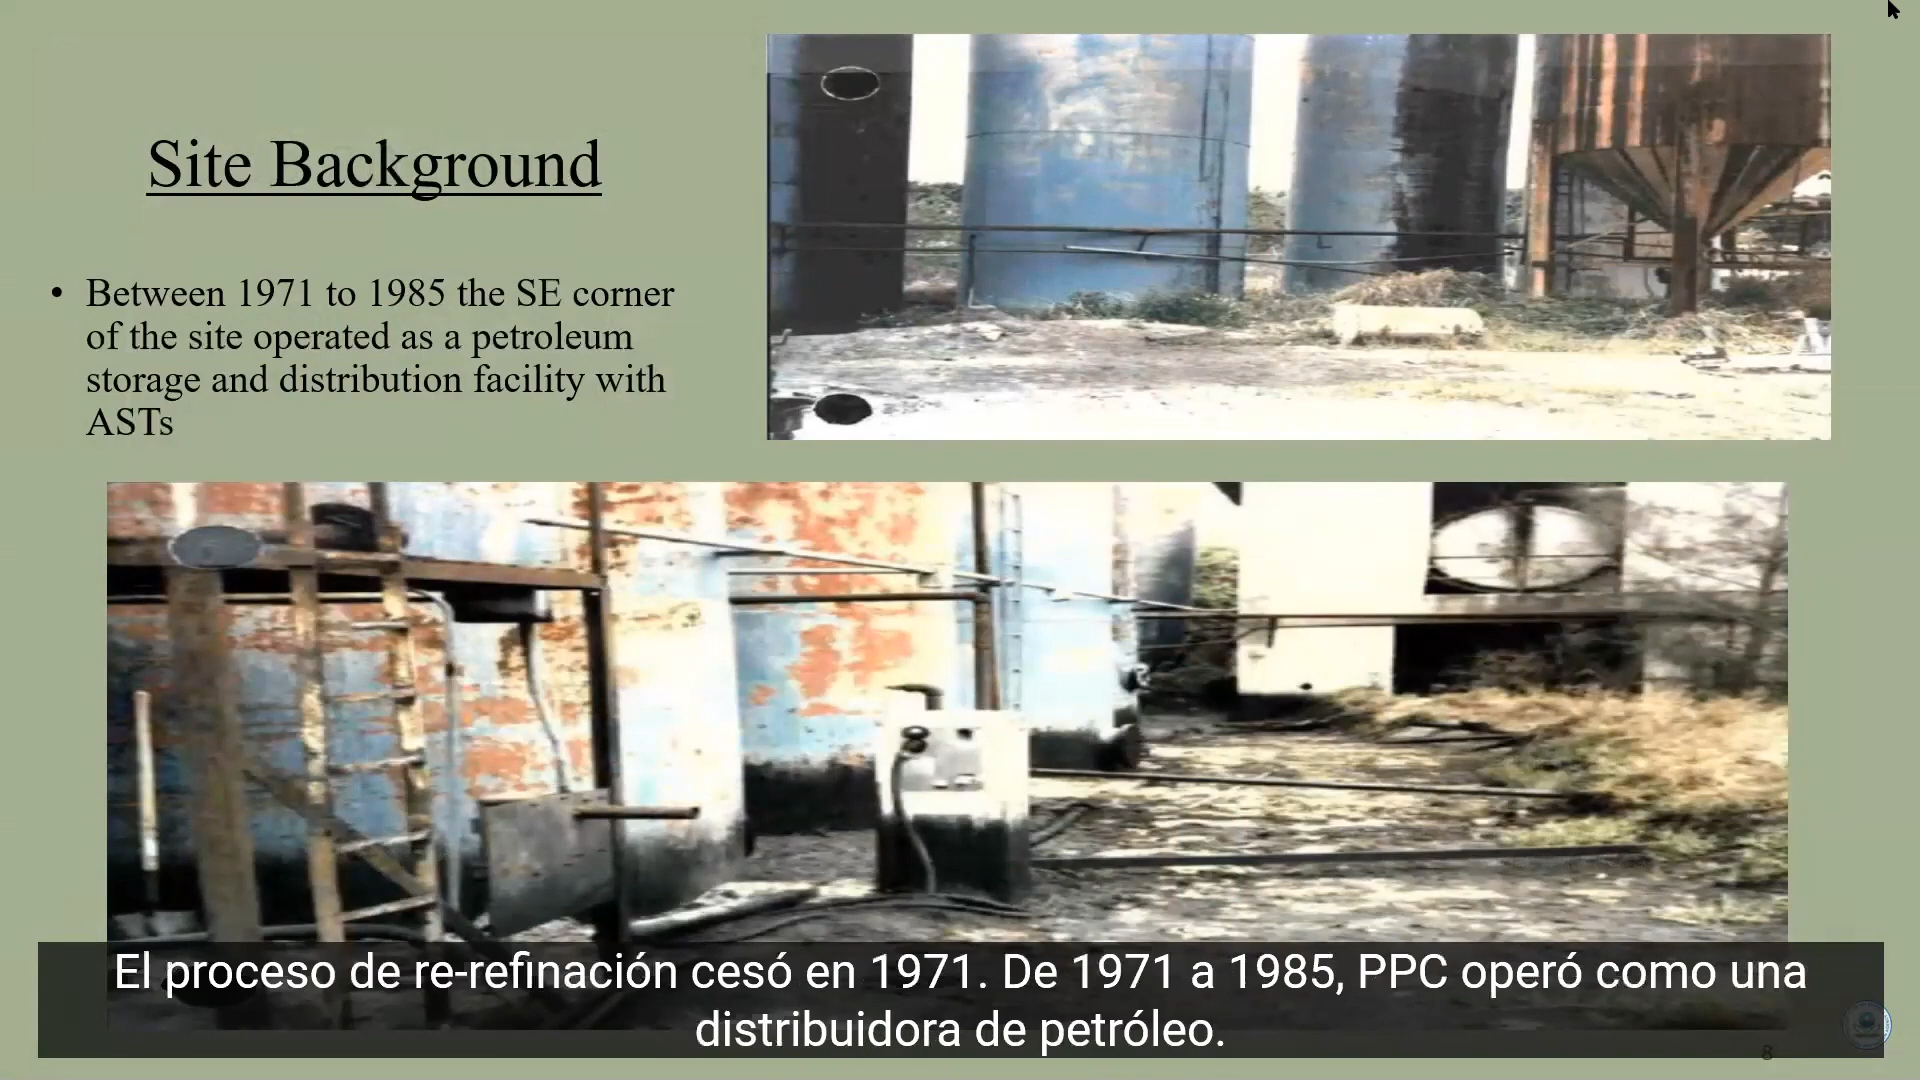 Site Background
• Between 1971 to 1985 the SE corner
of the site operated as a petroleum
storage and distribution facility with
ASTs
El proceso de re-refinación cesó en 1971. De 1971 a 1985, PPC operó como una
distribuidora de petróleo.
8